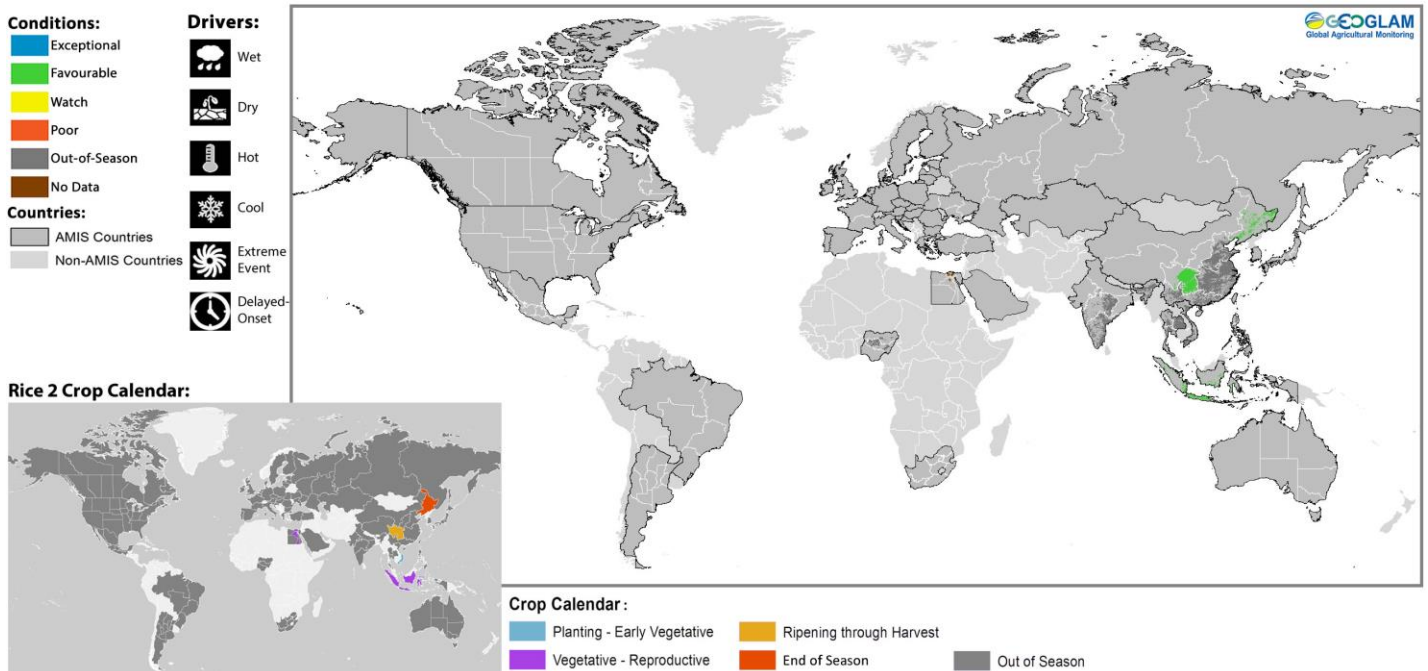 Conditions:
Exceptional
Favourable
Watch
Poor
Out-of-Season
No Data
Countries:
AMIS Countries
Non-AMIS Countries
Drivers:
Wet
Dry
Hot
Cool
Extreme
Event
Delayed-
Onset
GEOGLAM
Global Agricultural Monitoring
Rice 2 Crop Calendar:
Crop Calendar :
Planting - Early Vegetative
Ripening through Harvest
Vegetative - Reproductive
End of Season
Out of Season